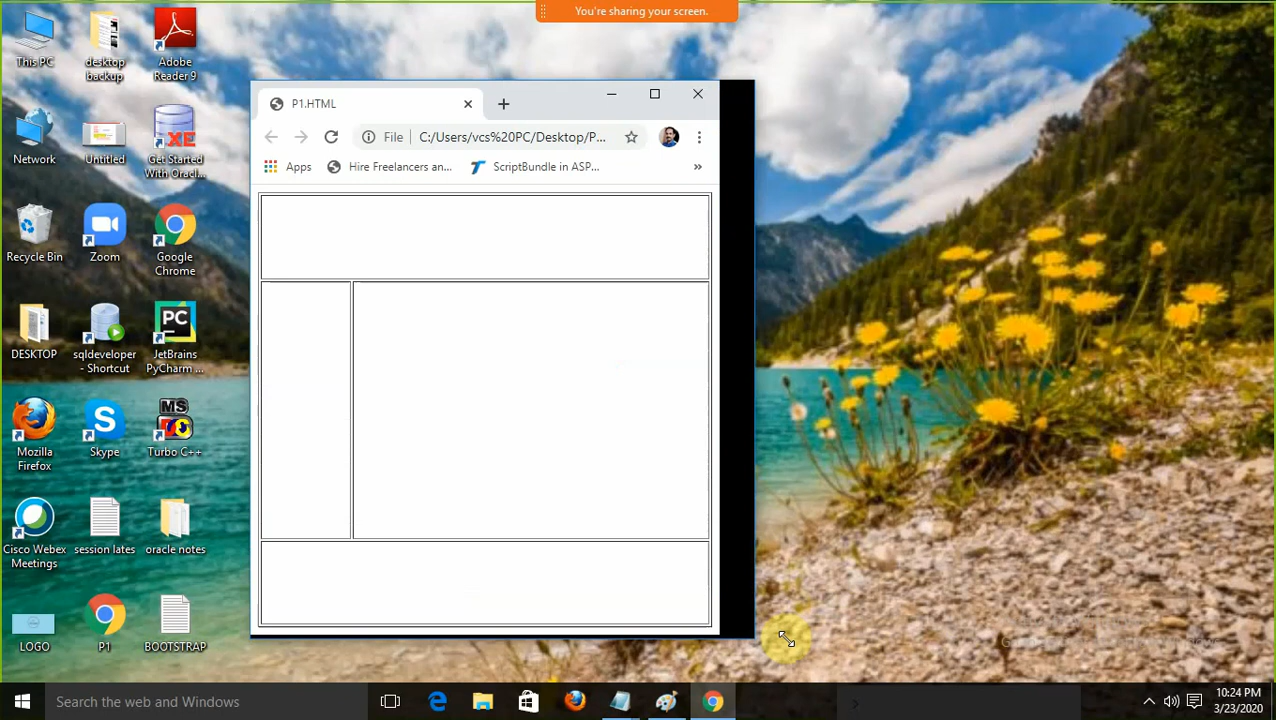 You're sharing your screen.
This PC
desktop
backup
Adobe
Reader 9
Network
Untitled
Get Started
With Oracl...
Recycle Bin
Zoom
Google
Chrome
DESKTOP
sqldeveloper
- Shortcut
JetBrains
PyCharm ...
Mozilla
Firefox
Skype
Turbo C++
Cisco Webex
Meetings
session lates
oracle notes
LOGO
P1
BOOTSTRAP
P1.HTML
File
C:/Users/vcs%20PC/Desktop/P...
Apps
Hire Freelancers an...
ScriptBundle in ASP...
Search the web and Windows
10:24 PM
3/23/2020